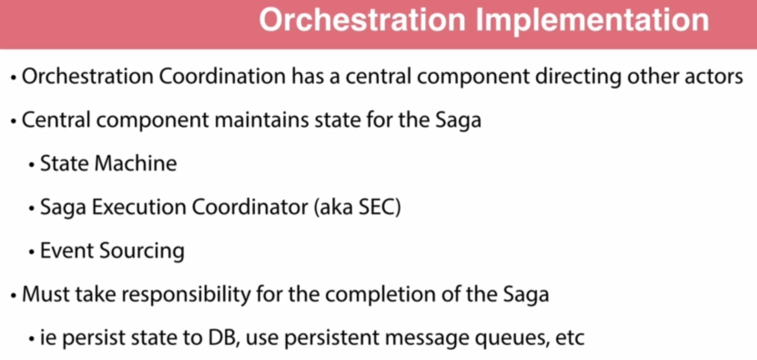 Orchestration Implementation
• Orchestration Coordination has a central component directing other actors
• Central component maintains state for the Saga
• State Machine
• Saga Execution Coordinator (aka SEC)
• Event Sourcing
• Must take responsibility for the completion of the Saga
• ie persist state to DB, use persistent message queues, etc